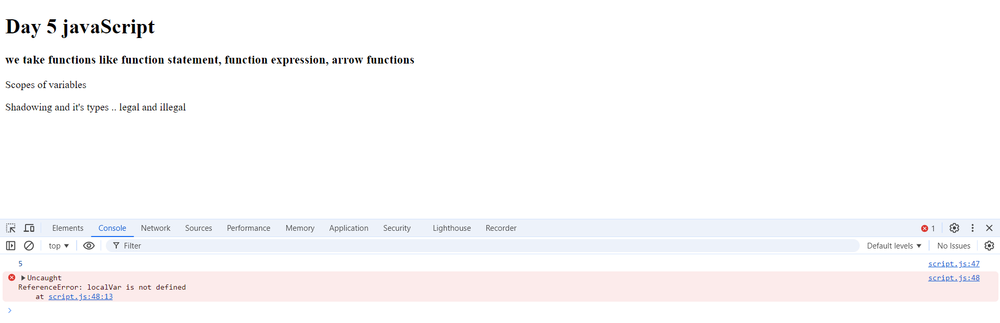 Day 5 javaScript
we take functions like function statement, function expression, arrow functions
Scopes of variables
Shadowing and it's types .. legal and illegal
Elements Console Network Sources Performance Memory Application Security Lighthouse Recorder 1
top Filter Default levels No Issues
5 script.js:47
Uncaught script.js:48
ReferenceError: localVar is not defined
at script.js:48:13